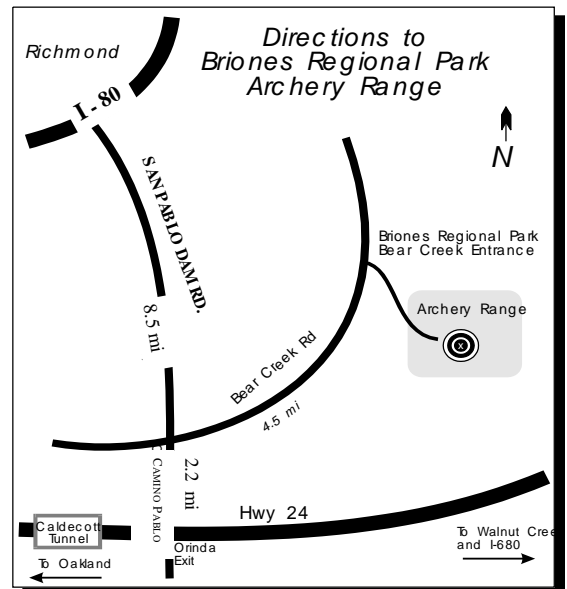 Directions to
Briones Regional Park
Archery Range
Richmond
I-80
N
SAN PABLO DAM RD.
Briones Regional Park
Bear Creek Entrance
Archery Range
X
8.5 mi
Bear Creek Rd
4.5 mi
CAMINO PABLO
2.2 mi
Hwy 24
Caldecott
Tunnel
Orinda
Exit
To Oakland
To Walnut Cree
and I-680